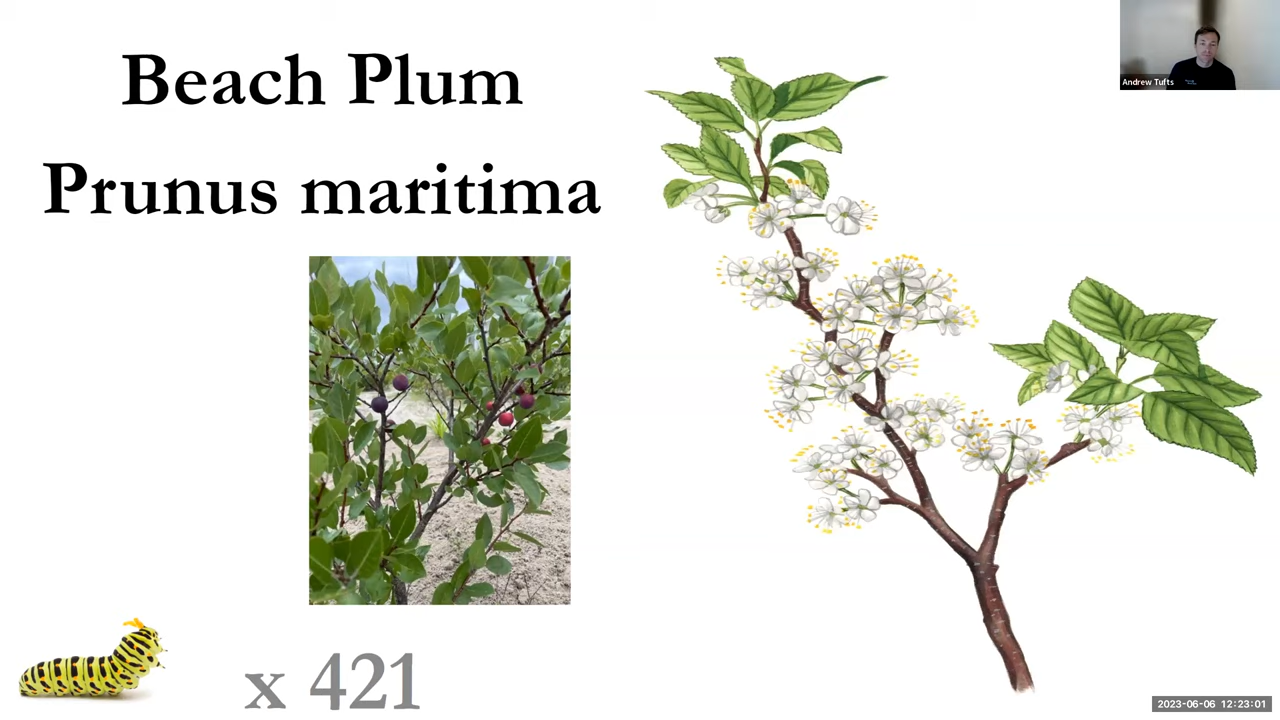 Beach Plum
Prunus maritima
Andrew Tufts
x 421
2023-06-06 12:23:01